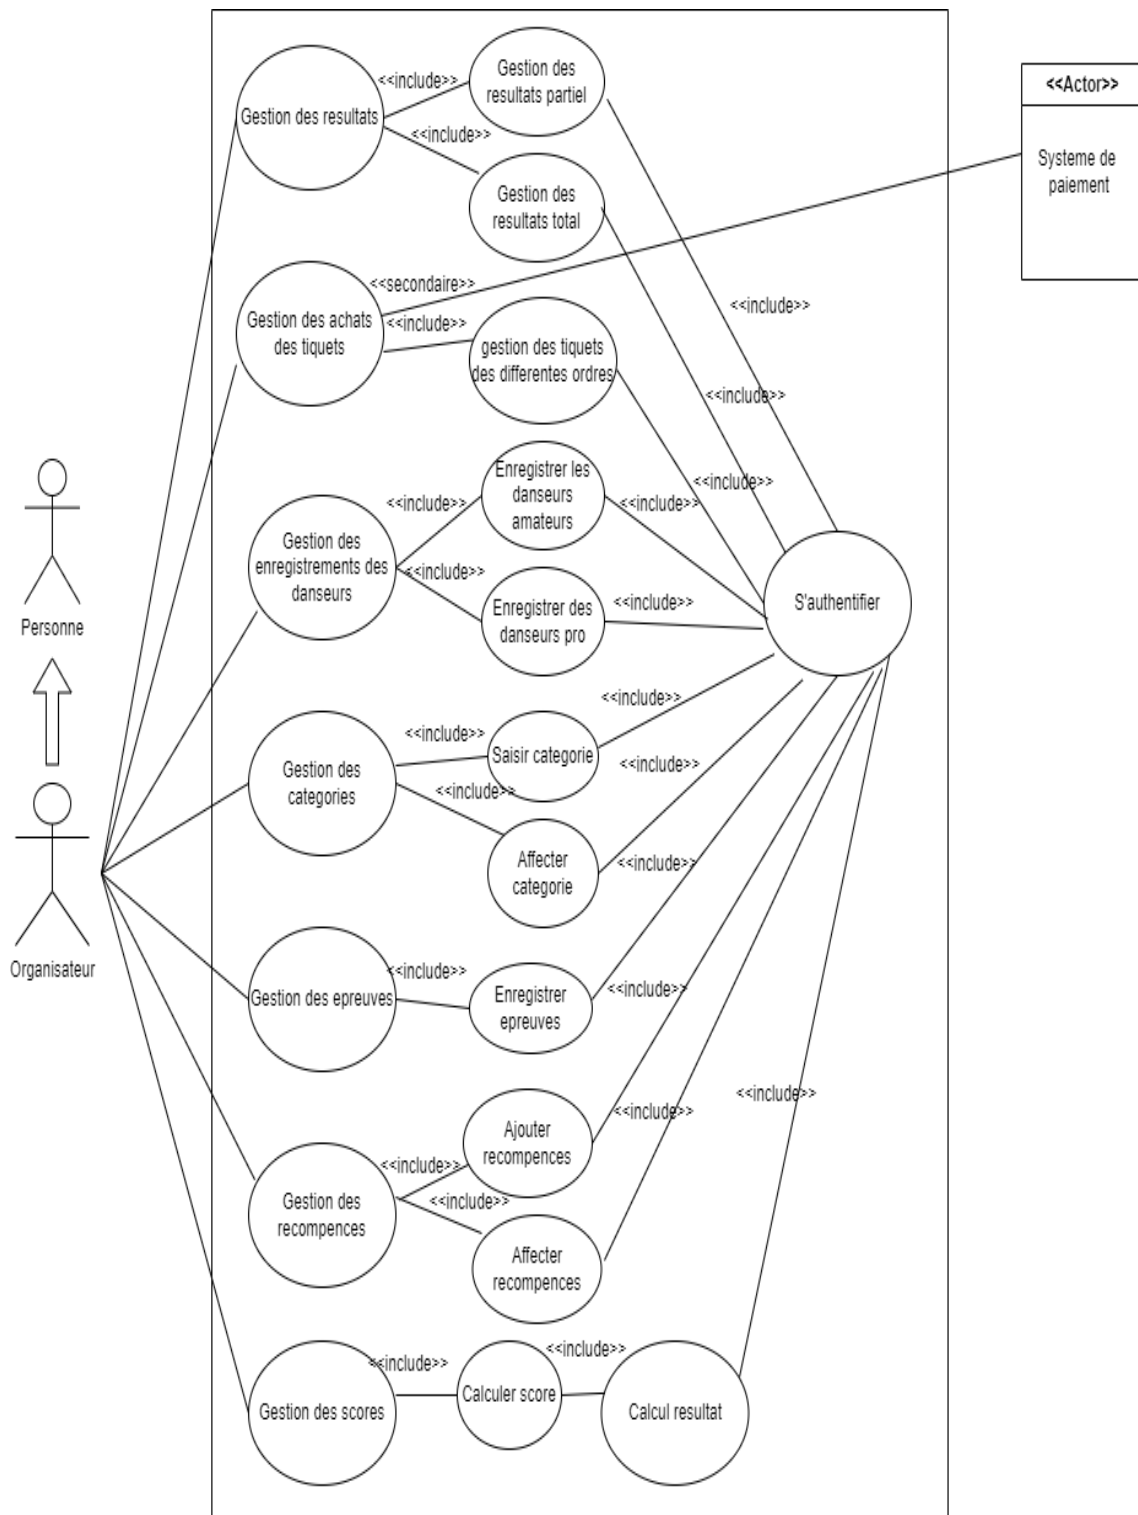 Gestion des
resultats partiel
<<include>>
Gestion des resultats
<<include>>
Gestion des
resultats total
<<Actor>>
Systeme de
paiement
<<secondaire>>
<<include>>
Gestion des achats
des tiquets
gestion des tiquets
des differentes ordres
<<include>>
<<include>>
<<include>>
Enregistrer les
danseurs
amateurs
<<include>>
<<include>>
Gestion des
enregistrements des
danseurs
<<include>>
Enregistrer des
danseurs pro
<<include>>
S'authentifier
Personne
<<include>>
<<include>>
Saisir categorie
Gestion des
categories
<<include>>
<<include>>
Affecter
categorie
<<include>>
Organisateur
<<include>>
Gestion des epreuves
Enregistrer
epreuves
<<include>>
<<include>>
<<include>>
Ajouter
recompences
<<include>>
<<include>>
Gestion des
recompences
Affecter
recompences
<<include>>
<<include>>
Gestion des scores
Calculer score
Calcul resultat